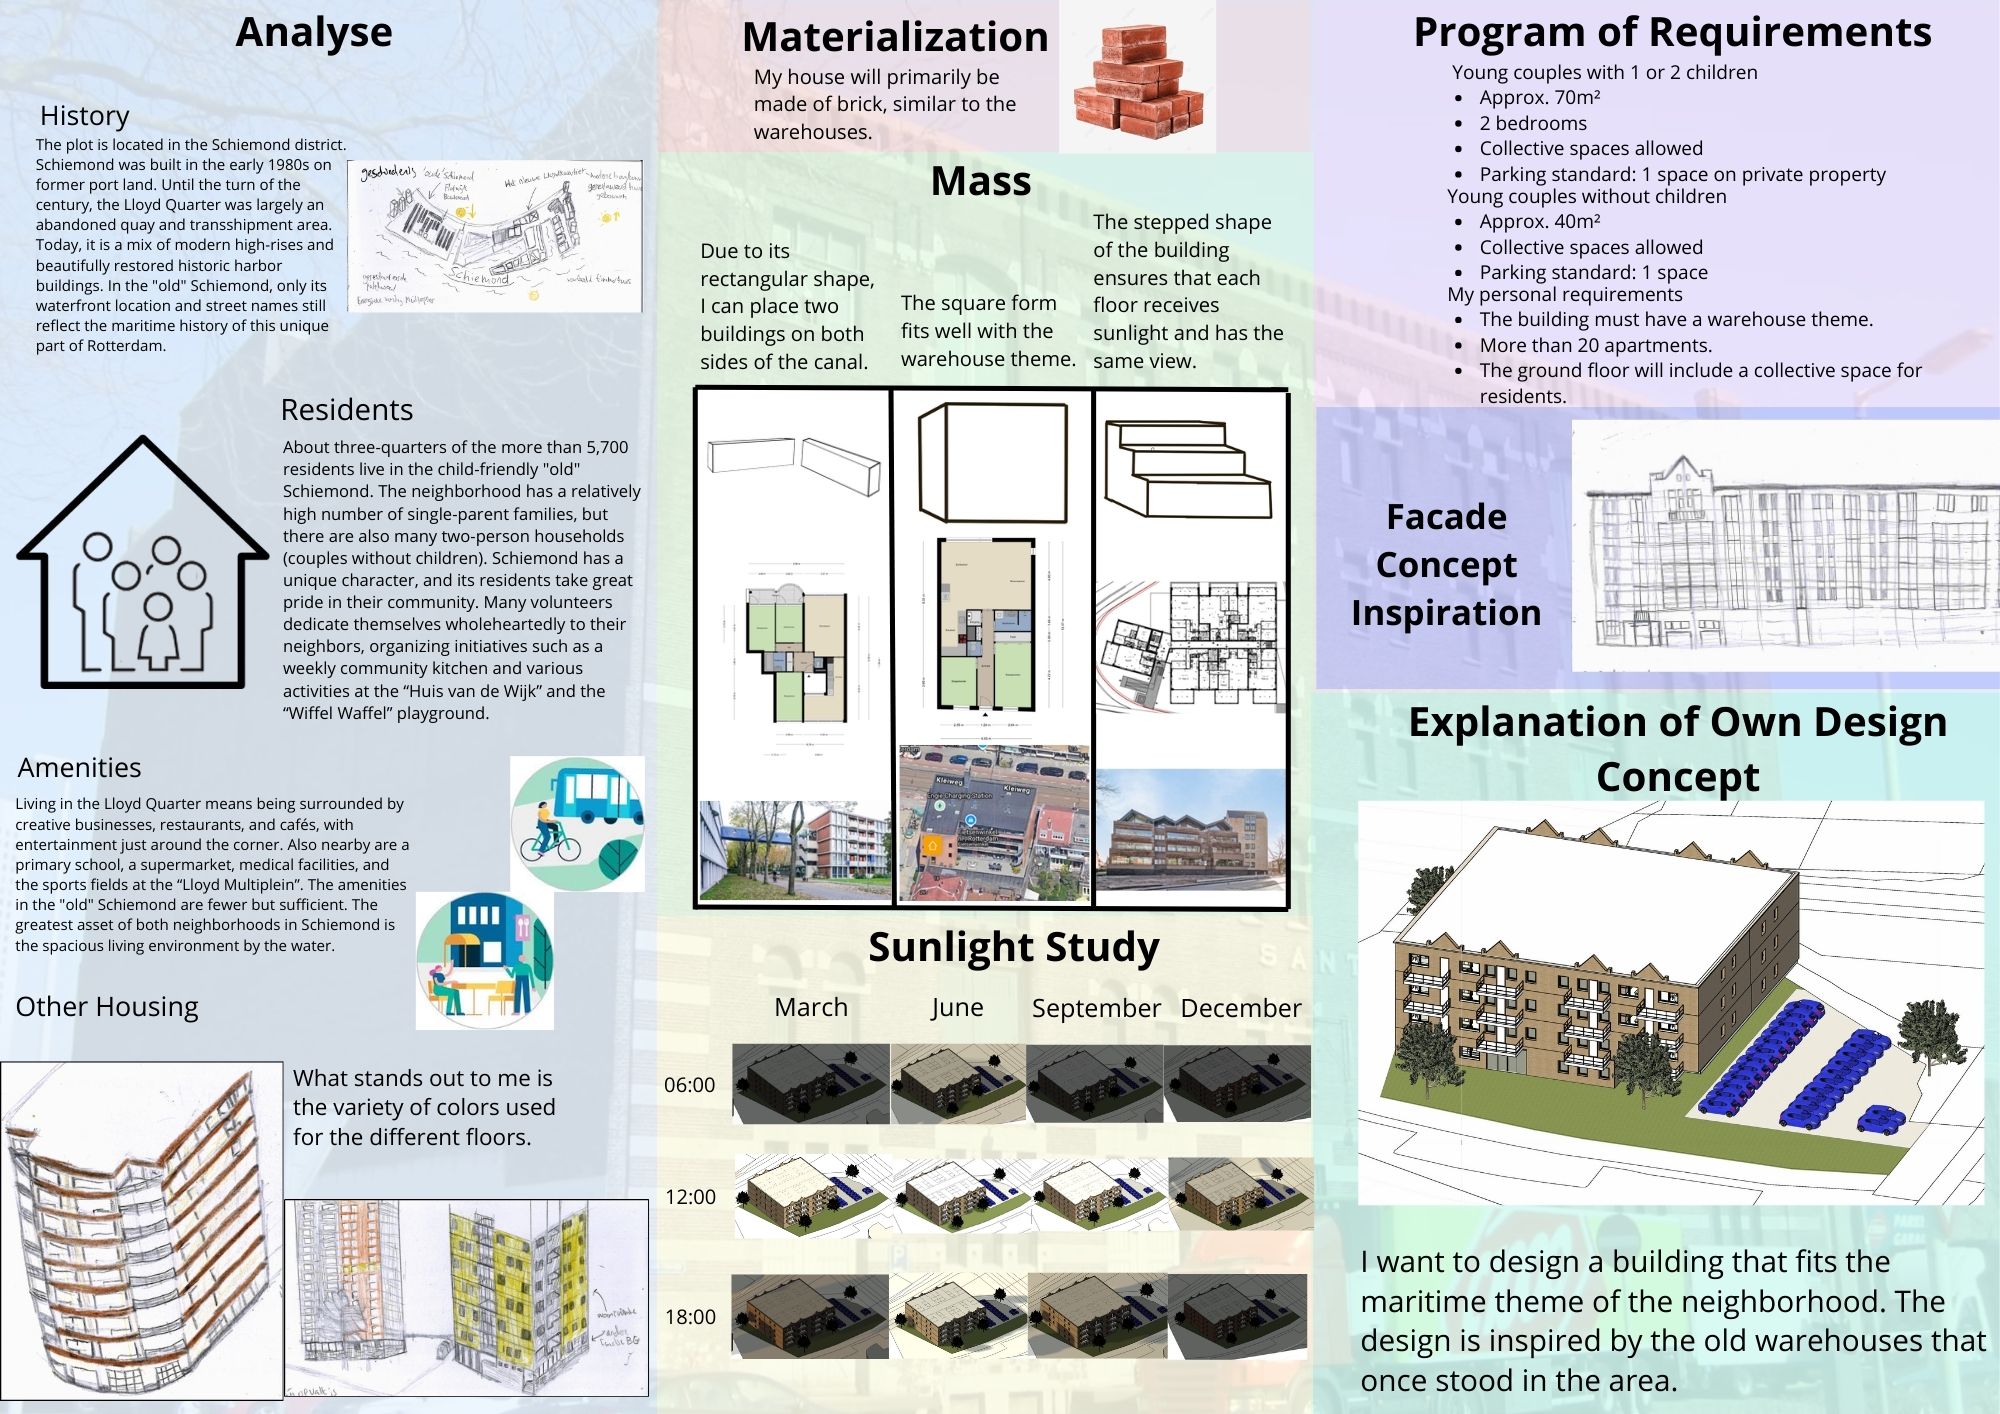 Analyse
History
The plot is located in the Schiemond district.
Schiemond was built in the early 1980s on
former port land. Until the turn of the
century, the Lloyd Quarter was largely an
abandoned quay and transshipment area.
Today, it is a mix of modern high-rises and
beautifully restored historic harbor
buildings. In the "old" Schiemond, only its
waterfront location and street names still
reflect the maritime history of this unique
part of Rotterdam.
geschiedenis
Schiemond
Residents
About three-quarters of the more than 5,700
residents live in the child-friendly "old"
Schiemond. The neighborhood has a relatively
high number of single-parent families, but
there are also many two-person households
(couples without children). Schiemond has a
unique character, and its residents take great
pride in their community. Many volunteers
dedicate themselves wholeheartedly to their
neighbors, organizing initiatives such as a
weekly community kitchen and various
activities at the “Huis van de Wijk” and the
“Wiffel Waffel” playground.
Amenities
Living in the Lloyd Quarter means being surrounded by
creative businesses, restaurants, and cafés, with
entertainment just around the corner. Also nearby are a
primary school, a supermarket, medical facilities, and
the sports fields at the “Lloyd Multiplein”. The amenities
in the "old" Schiemond are fewer but sufficient. The
greatest asset of both neighborhoods in Schiemond is
the spacious living environment by the water.
Other Housing
What stands out to me is
the variety of colors used
for the different floors.
Materialization
My house will primarily be
made of brick, similar to the
warehouses.
Mass
Due to its
rectangular shape,
I can place two
buildings on both
sides of the canal.
The square form
fits well with the
warehouse theme.
The stepped shape
of the building
ensures that each
floor receives
sunlight and has the
same view.
Kleiweg
Kleiweg
Engie Charging Station
Sunlight Study
March June September December
06:00
12:00
18:00
Program of Requirements
Young couples with 1 or 2 children
• Approx. 70m²
• 2 bedrooms
• Collective spaces allowed
• Parking standard: 1 space on private property
Young couples without children
• Approx. 40m²
• Collective spaces allowed
• Parking standard: 1 space
My personal requirements
• The building must have a warehouse theme.
• More than 20 apartments.
• The ground floor will include a collective space for
residents.
Facade
Concept
Inspiration
Explanation of Own Design
Concept
I want to design a building that fits the
maritime theme of the neighborhood. The
design is inspired by the old warehouses that
once stood in the area.